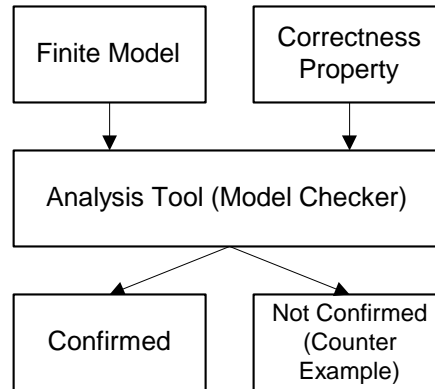 Finite Model
Correctness
Property
Analysis Tool (Model Checker)
Confirmed
Not Confirmed
(Counter
Example)